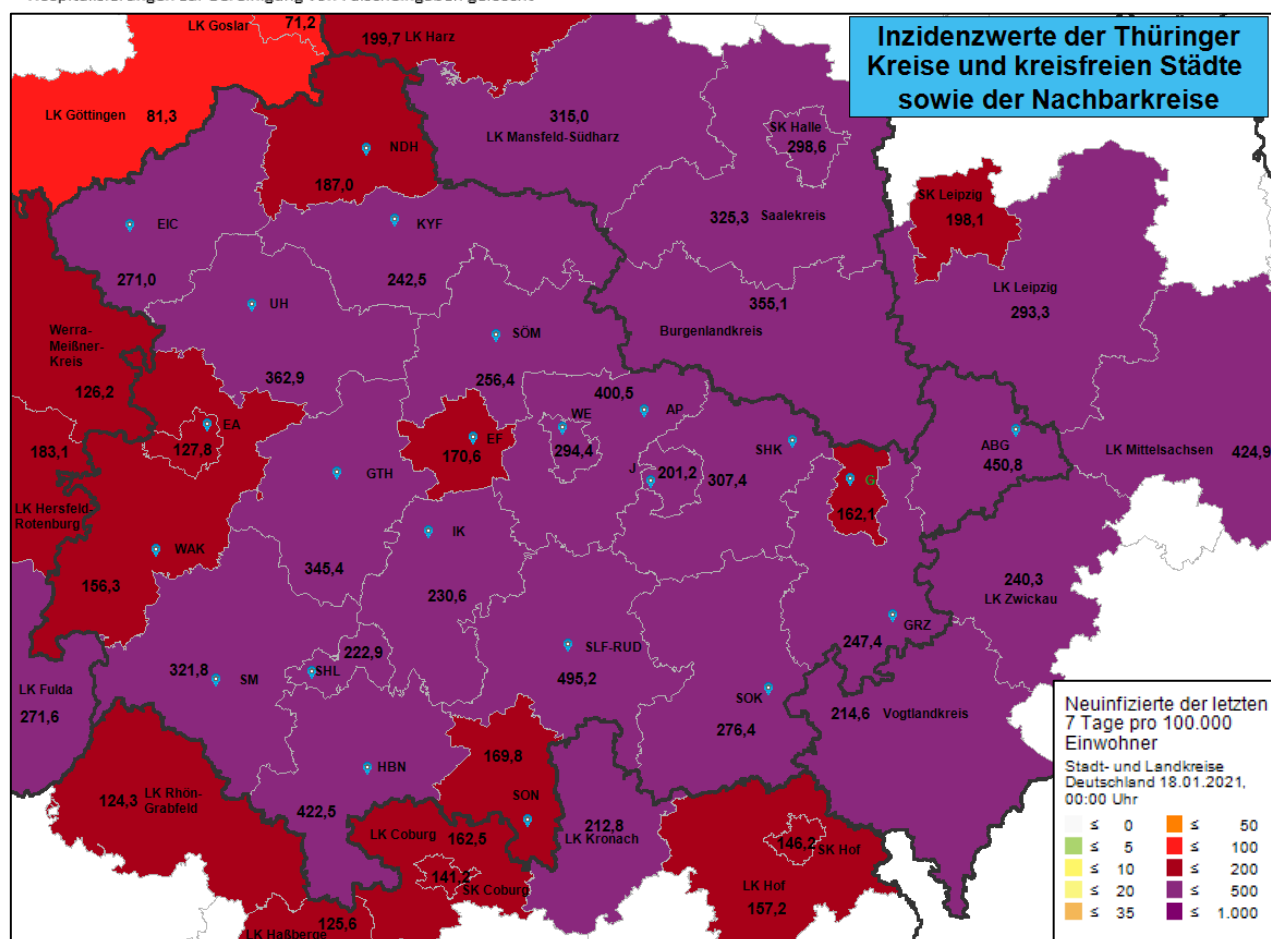 LK Goslar
71,2
199,7 LK Harz
Inzidenzwerte der Thüringer
Kreise und kreisfreien Städte
sowie der Nachbarkreise
LK Göttingen
81,3
315,0
LK Mansfeld-Südharz
SK Halle
298,6
NDH
187,0
SK Leipzig
198,1
EIC
KYF
325,3
Saalekreis
271,0
242,5
LK Leipzig
293,3
UH
355,1
Burgenlandkreis
Werra-
Meißner-
Kreis
126,2
SÖM
362,9
256,4
400,5
WE
AP
EA
127,8
EF
170,6
294,4
SHK
ABG
450,8
LK Mittelsachsen
424,9
183,1
GTH
J
201,2
307,4
G
162,1
LK Hersfeld-
Rotenburg
IK
WAK
156,3
345,4
230,6
240,3
LK Zwickau
GRZ
247,4
222,9
SLF-RUD
321,8
SM
SHL
495,2
LK Fulda
271,6
SOK
276,4
214,6
Vogtlandkreis
169,8
HBN
LK Rhön-
124,3
Grabfeld
422,5
SON
LK Coburg
162,5
212,8
LK Kronach
146,2
SK Hof
141,2
SK Coburg
LK Hof
157,2
125,6
LK Haßberge
Neuinfizierte der letzten
7 Tage pro 100.000
Einwohner
Stadt- und Landkreise
Deutschland 18.01.2021,
00:00 Uhr
≤ 0 ≤ 50
≤ 5 ≤ 100
≤ 10 ≤ 200
≤ 20 ≤ 500
≤ 35 ≤ 1.000